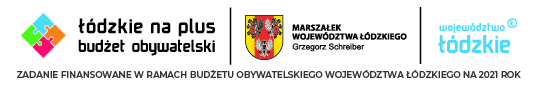 łódzkie na plus
budżet obywatelski
MARSZAŁEK
WOJEWÓDZTWA ŁÓDZKIEGO
Grzegorz Schreiber
województwo
łódzkie
ZADANIE FINANSOWANE W RAMACH BUDŻETU OBYWATELSKIEGO WOJEWÓDZTWA ŁÓDZKIEGO NA 2021 ROK